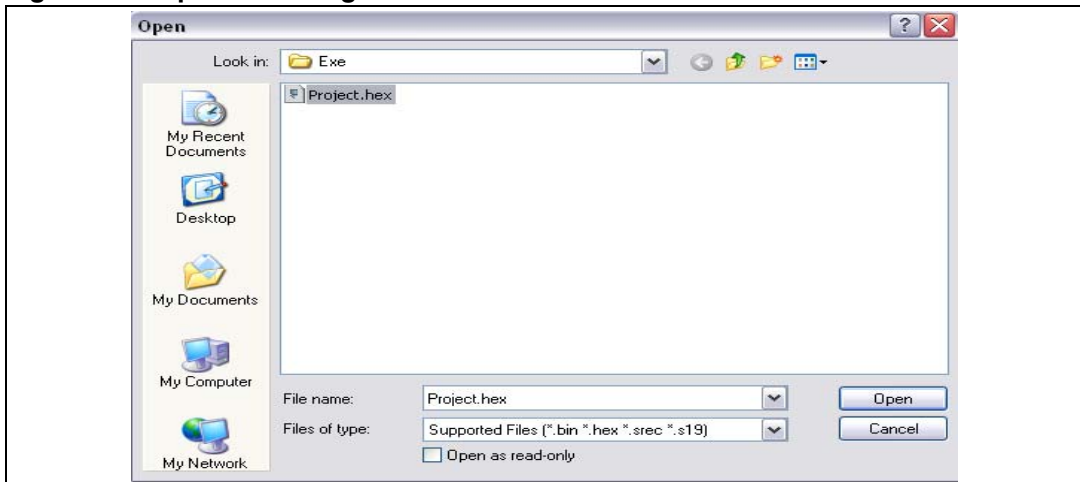 Open
Look in:
Exe
Project.hex
My Recent
Documents
Desktop
My Documents
My Computer
My Network
File name:
Project.hex
Open
Files of type:
Supported Files (*.bin *.hex *.srec *.s19)
Cancel
Open as read-only